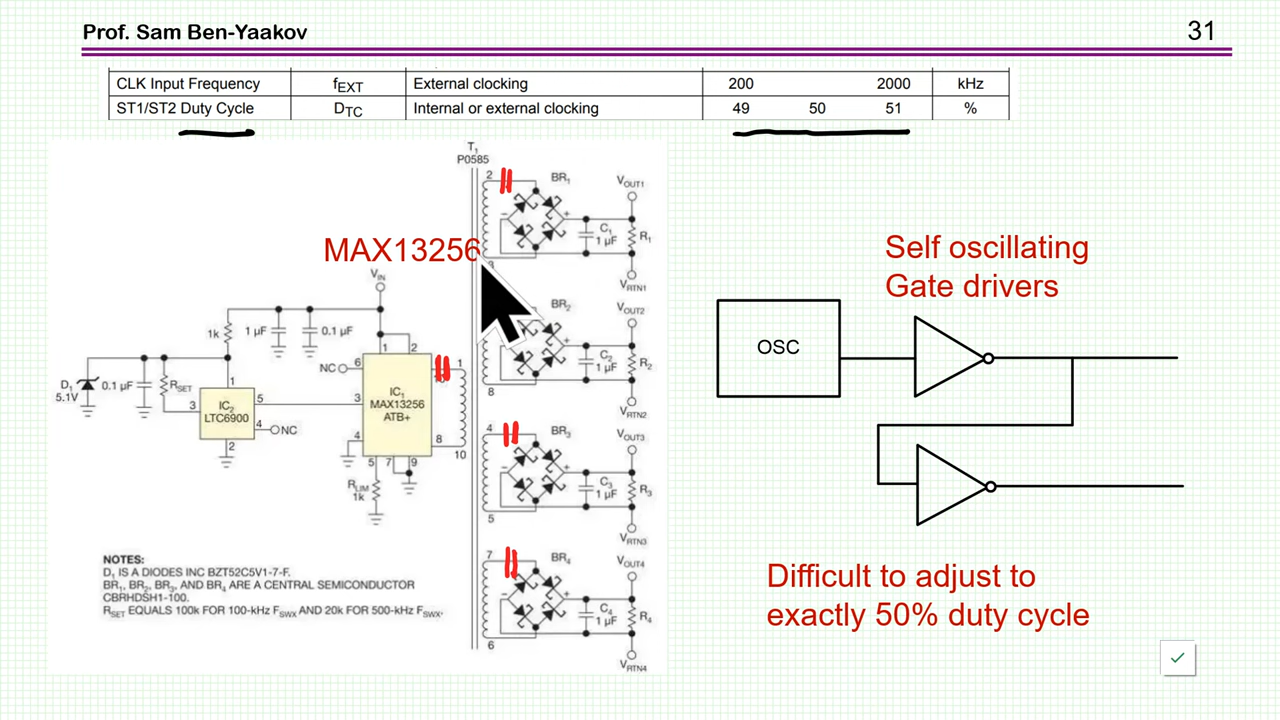 Prof. Sam Ben-Yaakov
31
CLK Input Frequency fEXT External clocking 200 2000 kHz
ST1/ST2 Duty Cycle DTC Internal or external clocking 49 50 51 %
T1
P0585
2
BR1
VOUT1
C1
1 µF
R1
3
VRTN1
MAX13256
VIN
1k
1 µF
0.1 µF
1
2
NC
6
1
D1
5.1V
0.1 µF
RSET
1
3
IC2
LTC6900
5
4
NC
2
3
IC1
MAX13256
ATB+
4
8
10
5
7
9
RLIM
1k
BR2
VOUT2
C2
1 µF
R2
8
VRTN2
4
BR3
VOUT3
C3
1 µF
R3
5
VRTN3
7
BR4
VOUT4
C4
1 µF
R4
6
VRTN4
NOTES:
D1 IS A DIODES INC BZT52C5V1-7-F.
BR1, BR2, BR3, AND BR4 ARE A CENTRAL SEMICONDUCTOR
CBRHDSH1-100.
RSET EQUALS 100k FOR 100-kHz FSWX AND 20k FOR 500-kHz FSWX.
Self oscillating
Gate drivers
OSC
Difficult to adjust to
exactly 50% duty cycle